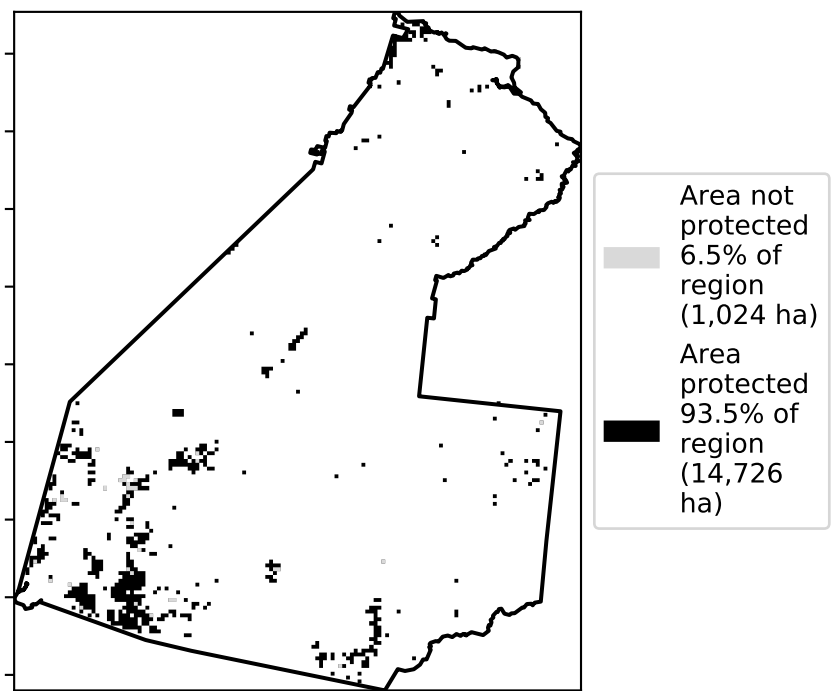 Area not
protected
6.5% of
region
(1,024 ha)
Area
protected
93.5% of
region
(14,726
ha)